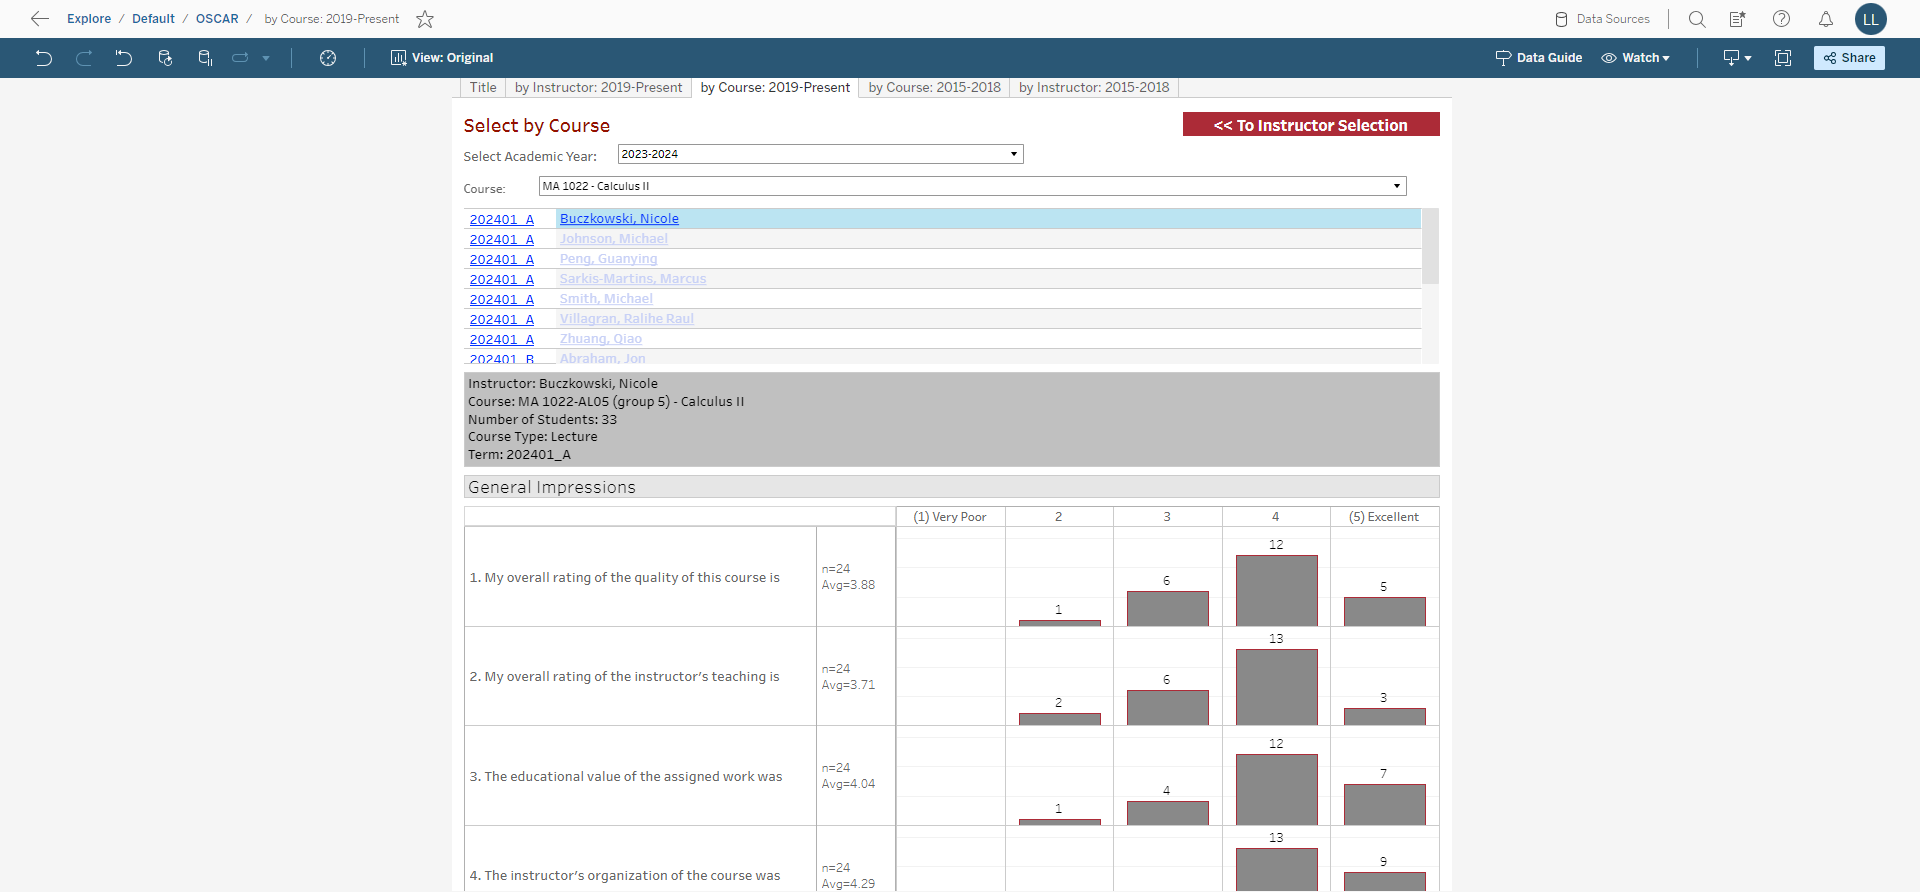 Explore / Default / OSCAR / by Course: 2019-Present
Data Sources
LL
View: Original
Data Guide
Watch
Share
Title
by Instructor: 2019-Present
by Course: 2019-Present
by Course: 2015-2018
by Instructor: 2015-2018
Select by Course
<< To Instructor Selection
Select Academic Year:
2023-2024
Course:
MA 1022 - Calculus II
202401_A Buczkowski, Nicole
202401_A Johnson, Michael
202401_A Peng, Guanying
202401_A Sarkis-Martins, Marcus
202401_A Smith, Michael
202401_A Villagran, Ralihe Raul
202401_A Zhuang, Qiao
202401_B Abraham, Jon
Instructor: Buczkowski, Nicole
Course: MA 1022-AL05 (group 5) - Calculus II
Number of Students: 33
Course Type: Lecture
Term: 202401_A
General Impressions
(1) Very Poor 2 3 4 (5) Excellent
1. My overall rating of the quality of this course is
n=24
Avg=3.88
1 6 12 5
2. My overall rating of the instructor's teaching is
n=24
Avg=3.71
2 6 13 3
3. The educational value of the assigned work was
n=24
Avg=4.04
1 4 12 7
4. The instructor's organization of the course was
n=24
Avg=4.29
13 9